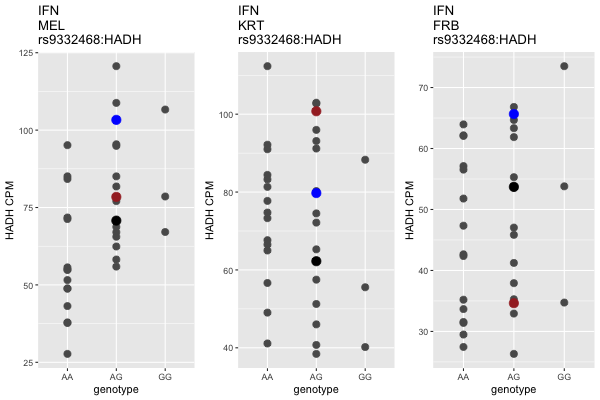 IFN
MEL
rs9332468:HADH
125
100
75
50
25
HADH CPM
AA
AG
GG
genotype
IFN
KRT
rs9332468:HADH
100
80
60
40
HADH CPM
AA
AG
GG
genotype
IFN
FRB
rs9332468:HADH
70
60
50
40
30
HADH CPM
AA
AG
GG
genotype